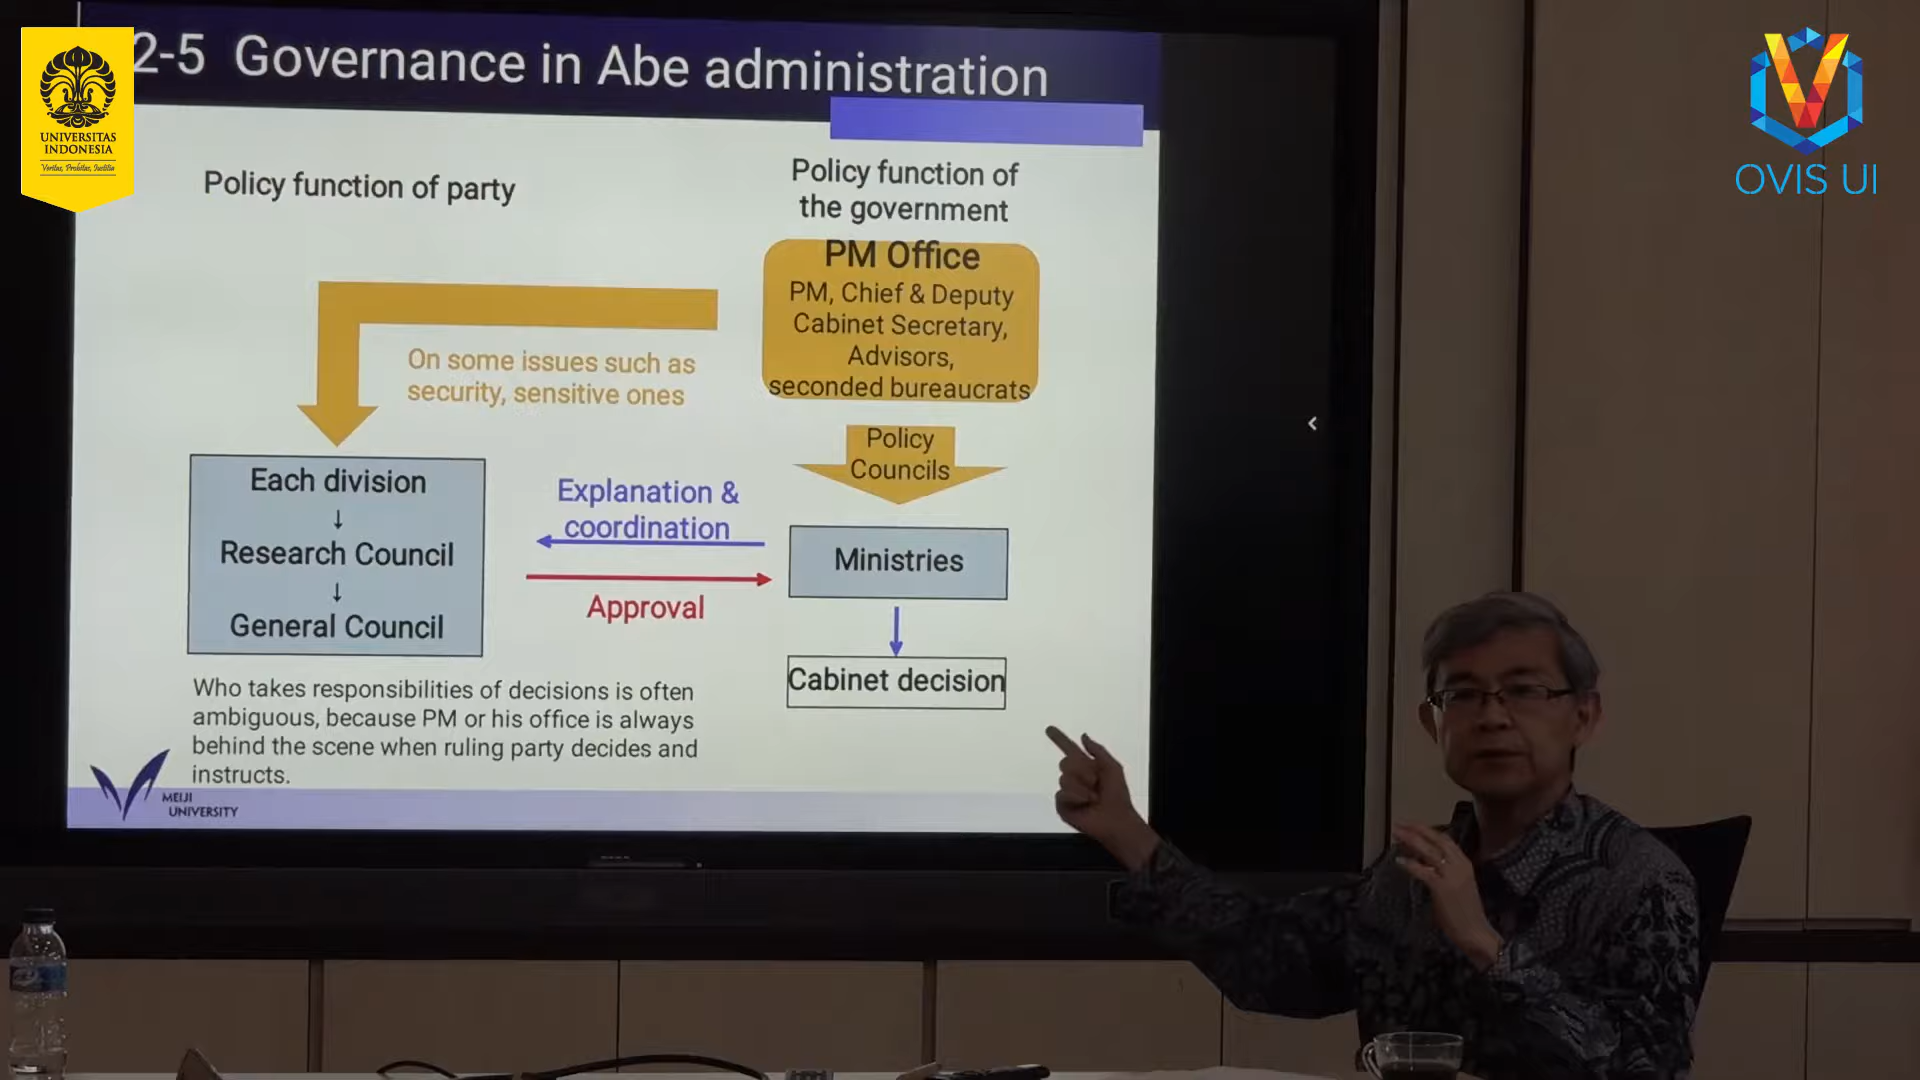 2-5 Governance in Abe administration
UNIVERSITAS
INDONESIA
Veritas, Probitas, Iustitia
OVIS UI
Policy function of party
Policy function of
the government
PM Office
PM, Chief & Deputy
Cabinet Secretary,
Advisors,
seconded bureaucrats
On some issues such as
security, sensitive ones
Policy
Councils
Each division
↓
Research Council
↓
General Council
Explanation &
coordination
Approval
Ministries
Cabinet decision
Who takes responsibilities of decisions is often
ambiguous, because PM or his office is always
behind the scene when ruling party decides and
instructs.
MEIJI
UNIVERSITY